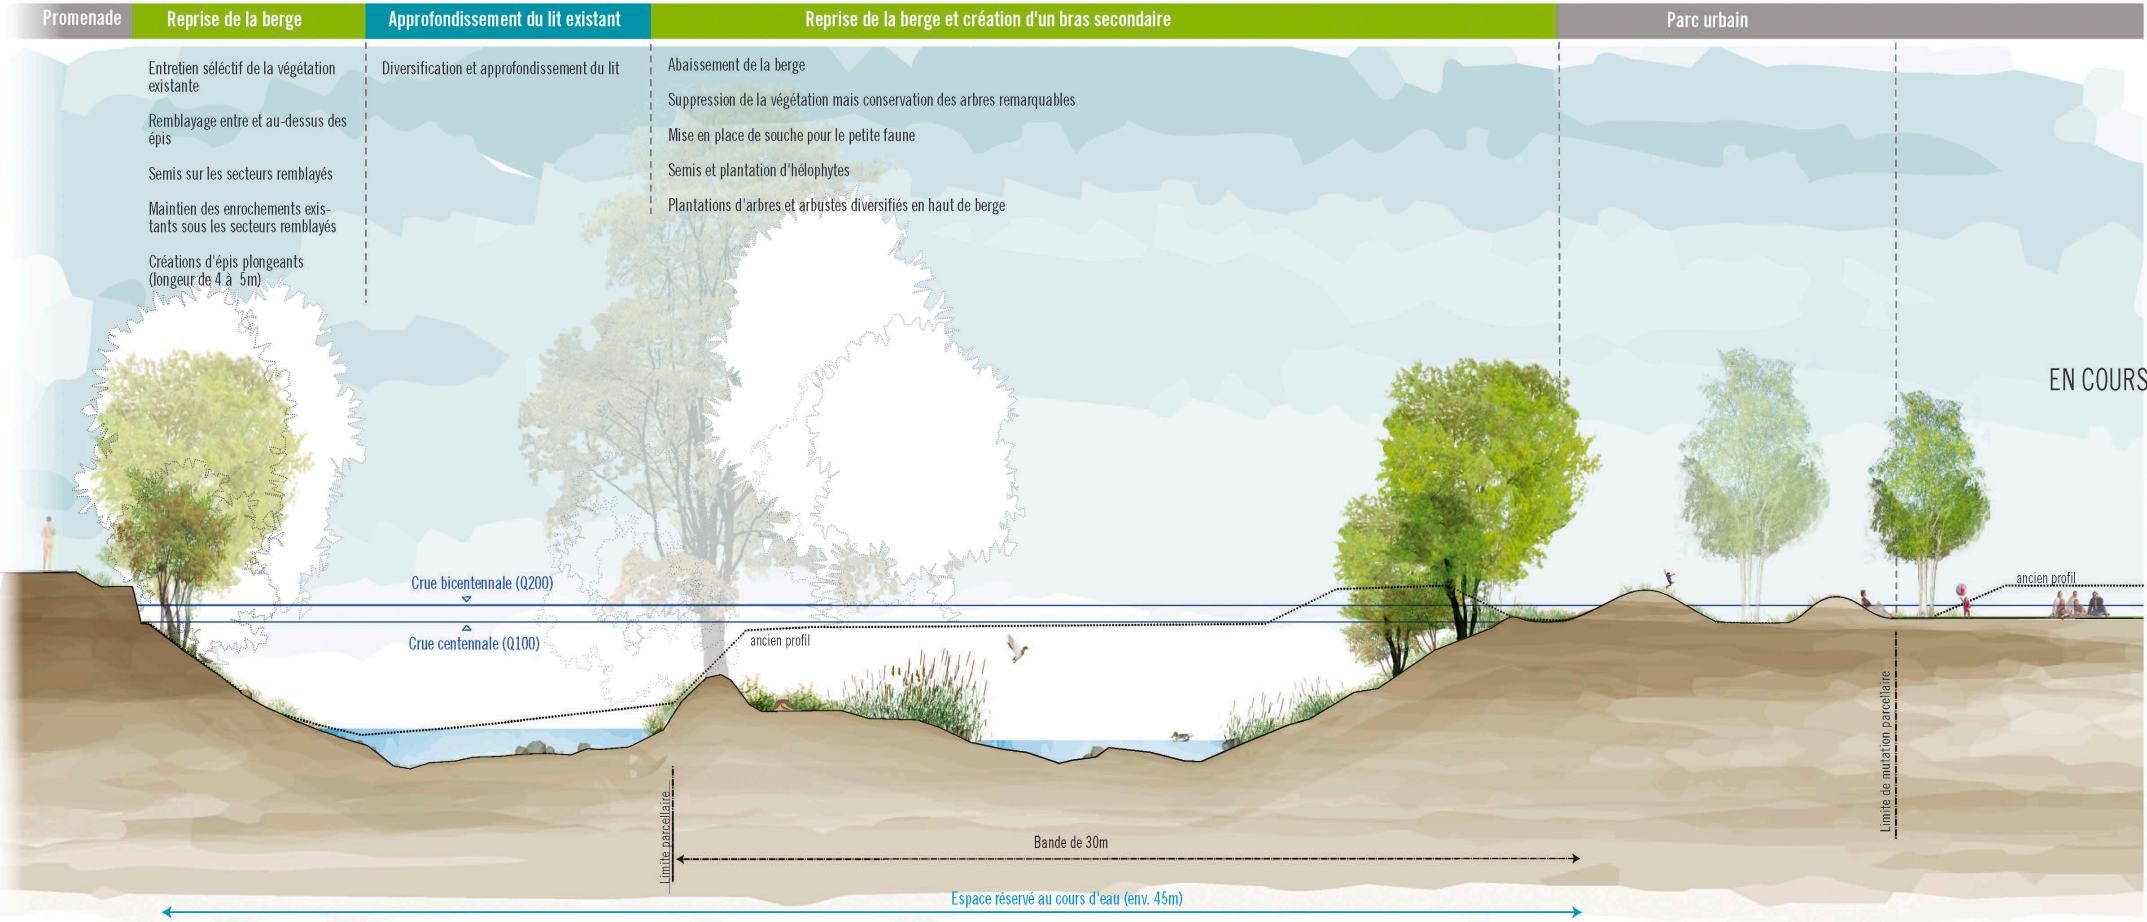 Promenade
Reprise de la berge
Approfondissement du lit existant
Reprise de la berge et création d'un bras secondaire
Parc urbain
Entretien séléctif de la végétation
existante
Remblayage entre et au-dessus des
épis
Semis sur les secteurs remblayés
Maintien des enrochements exis-
tants sous les secteurs remblayés
Créations d'épis plongeants
(longeur de 4 à 5m)
Diversification et approfondissement du lit
Abaissement de la berge
Suppression de la végétation mais conservation des arbres remarquables
Mise en place de souche pour le petite faune
Semis et plantation d'hélophytes
Plantations d'arbres et arbustes diversifiés en haut de berge
EN COURS
Crue bicentennale (Q200)
Crue centennale (Q100)
ancien profil
ancien profil
Limite parcellaire
Limite de mutation parcellaire
Bande de 30m
Espace réservé au cours d'eau (env. 45m)